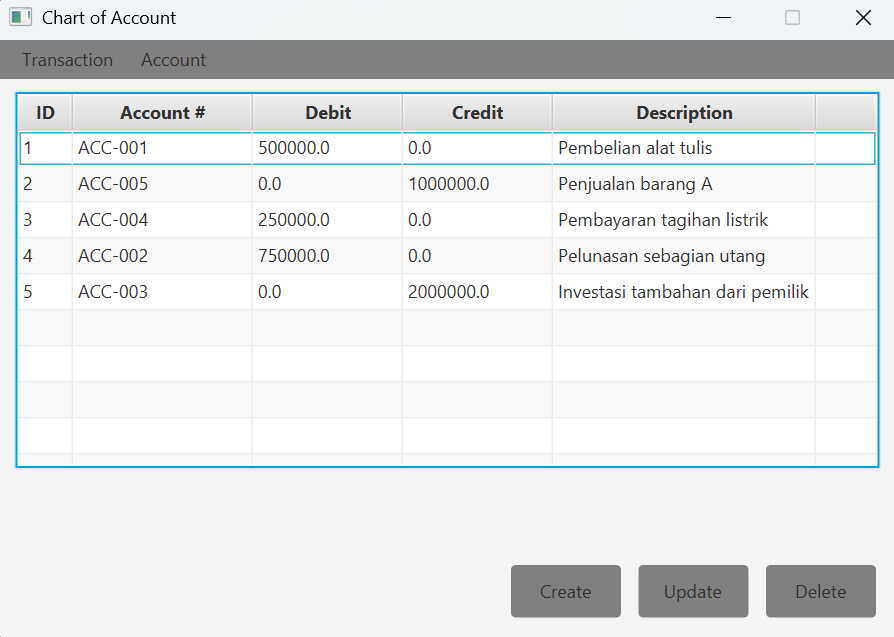 Chart of Account
Transaction Account
ID Account # Debit Credit Description
1 ACC-001 500000.0 0.0 Pembelian alat tulis
2 ACC-005 0.0 1000000.0 Penjualan barang A
3 ACC-004 250000.0 0.0 Pembayaran tagihan listrik
4 ACC-002 750000.0 0.0 Pelunasan sebagian utang
5 ACC-003 0.0 2000000.0 Investasi tambahan dari pemilik
Create Update Delete